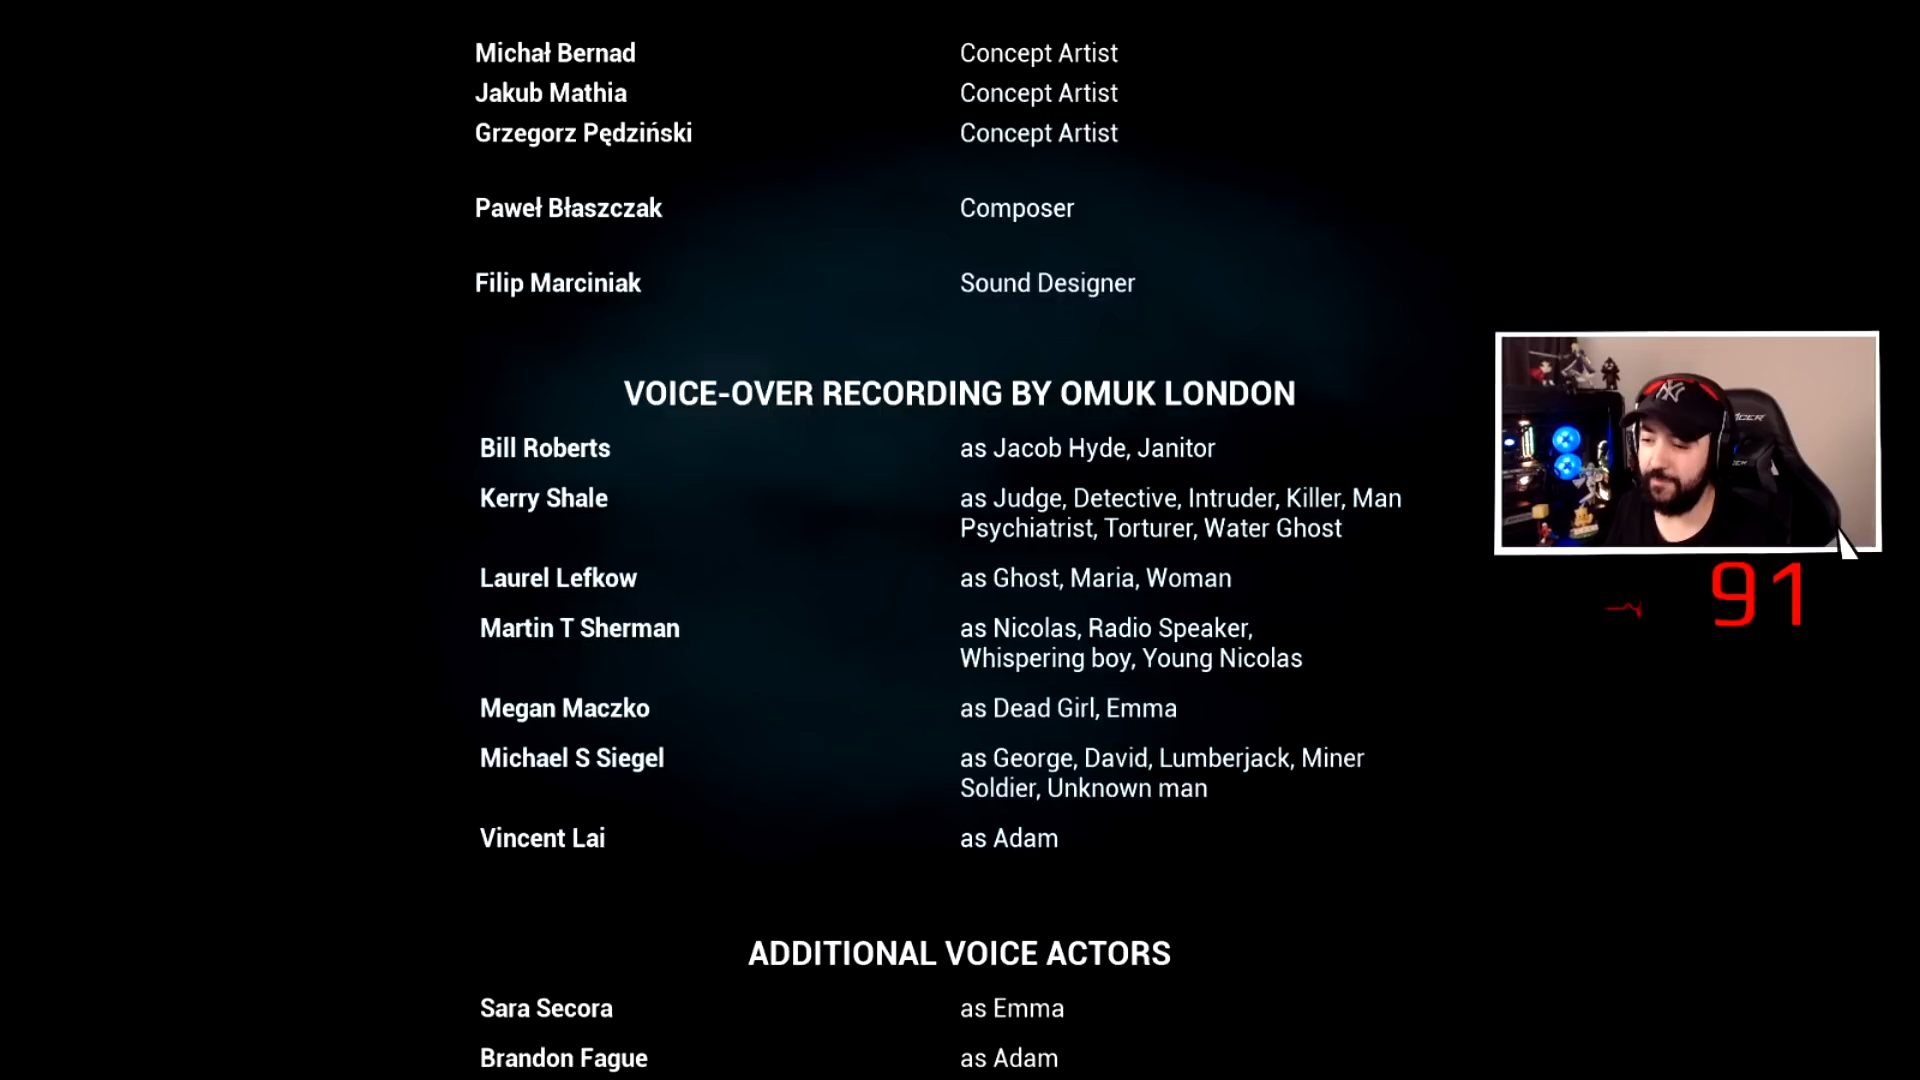 Michał Bernad Concept Artist
Jakub Mathia Concept Artist
Grzegorz Pędziński Concept Artist
Paweł Błaszczak Composer
Filip Marciniak Sound Designer
VOICE-OVER RECORDING BY OMUK LONDON
Bill Roberts as Jacob Hyde, Janitor
Kerry Shale as Judge, Detective, Intruder, Killer, Man
Psychiatrist, Torturer, Water Ghost
Laurel Lefkow as Ghost, Maria, Woman
Martin T Sherman as Nicolas, Radio Speaker,
Whispering boy, Young Nicolas
Megan Maczko as Dead Girl, Emma
Michael S Siegel as George, David, Lumberjack, Miner
Soldier, Unknown man
Vincent Lai as Adam
ADDITIONAL VOICE ACTORS
Sara Secora as Emma
Brandon Fague as Adam
91